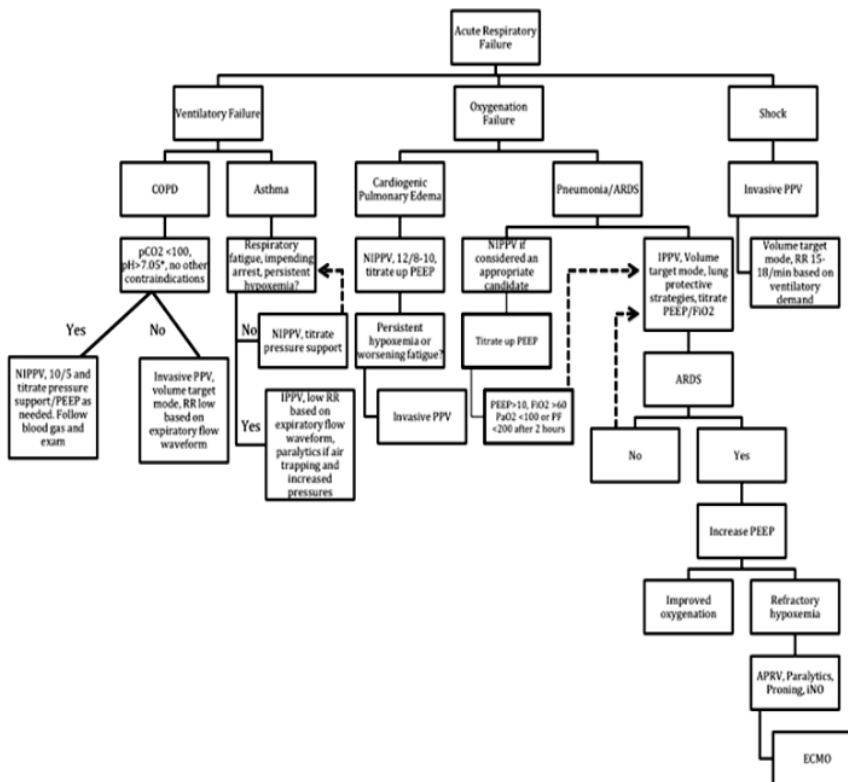 Acute Respiratory
Failure
Ventilatory Failure
Oxygenation
Failure
Shock
COPD
Asthma
Cardiogenic
Pulmonary Edema
Pneumonia/ARDS
Invasive PPV
pCO2 <100,
pH>7.05*, no other
contraindications
Respiratory
fatigue, impending
arrest, persistent
hypoxemia?
NIPPV, 12/8-10,
titrate up PEEP
NIPPV if
considered an
appropriate
candidate
IPPV, Volume
target mode, lung
protective
strategies, titrate
PEEP/FiO2
Volume target
mode, RR 15-
18/min based on
ventilatory
demand
Yes
No
No
NIPPV, titrate
pressure support
Persistent
hypoxemia or
worsening fatigue?
Titrate up PEEP
NIPPV, 10/5 and
titrate pressure
support/PEEP as
needed. Follow
blood gas and
exam
Invasive PPV,
volume target
mode, RR low
based on
expiratory flow
waveform
Yes
IPPV, low RR
based on
expiratory flow
waveform,
paralytics if air
trapping and
increased
pressures
Invasive PPV
PEEP>10, FiO2 >60
PaO2 <100 or PF
<200 after 2 hours
ARDS
No
Yes
Increase PEEP
Improved
oxygenation
Refractory
hypoxemia
APRV, Paralytics,
Proning, iNO
ECMO